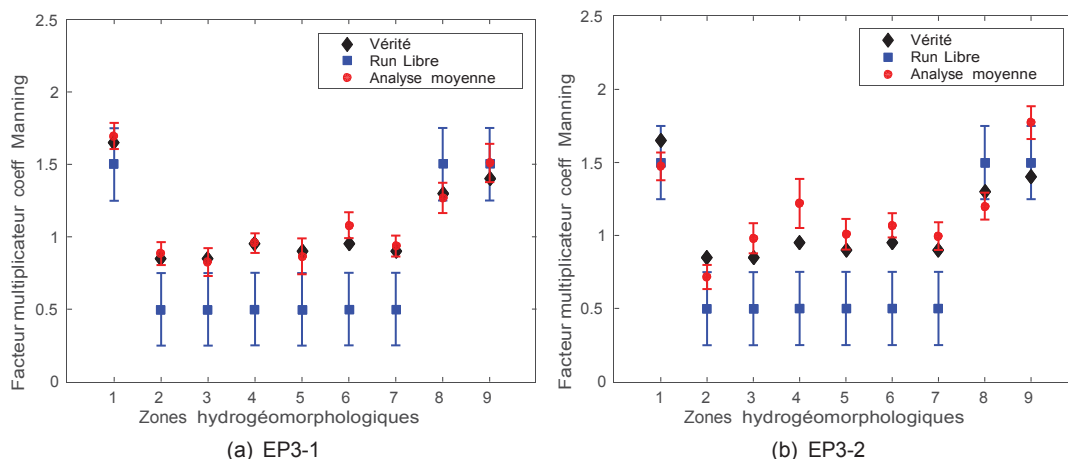 2.5
2
1.5
1
0.5
0
Facteur multiplicateur coeff Manning
Vérité
Run Libre
Analyse moyenne
1 2 3 4 5 6 7 8 9
Zones hydrogéomorphologiques
(a) EP3-1
2.5
2
1.5
1
0.5
0
Facteur multiplicateur coeff Manning
Vérité
Run Libre
Analyse moyenne
1 2 3 4 5 6 7 8 9
Zones hydrogéomorphologiques
(b) EP3-2